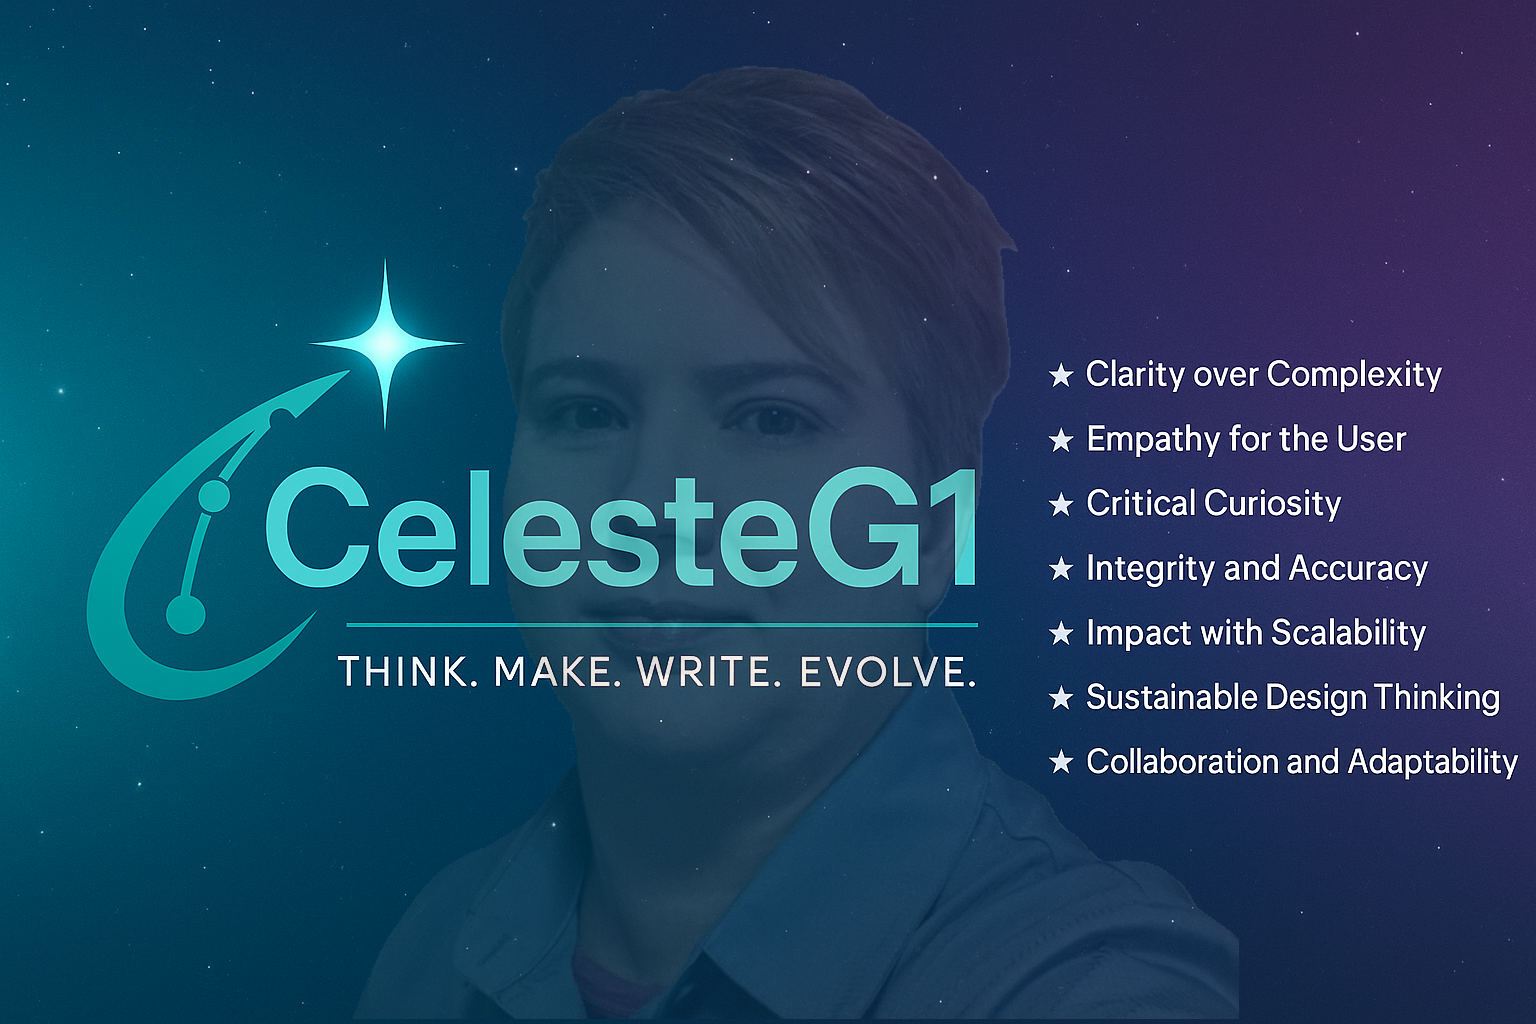 CelesteG1
THINK. MAKE. WRITE. EVOLVE.
Clarity over Complexity
Empathy for the User
Critical Curiosity
Integrity and Accuracy
Impact with Scalability
Sustainable Design Thinking
Collaboration and Adaptability